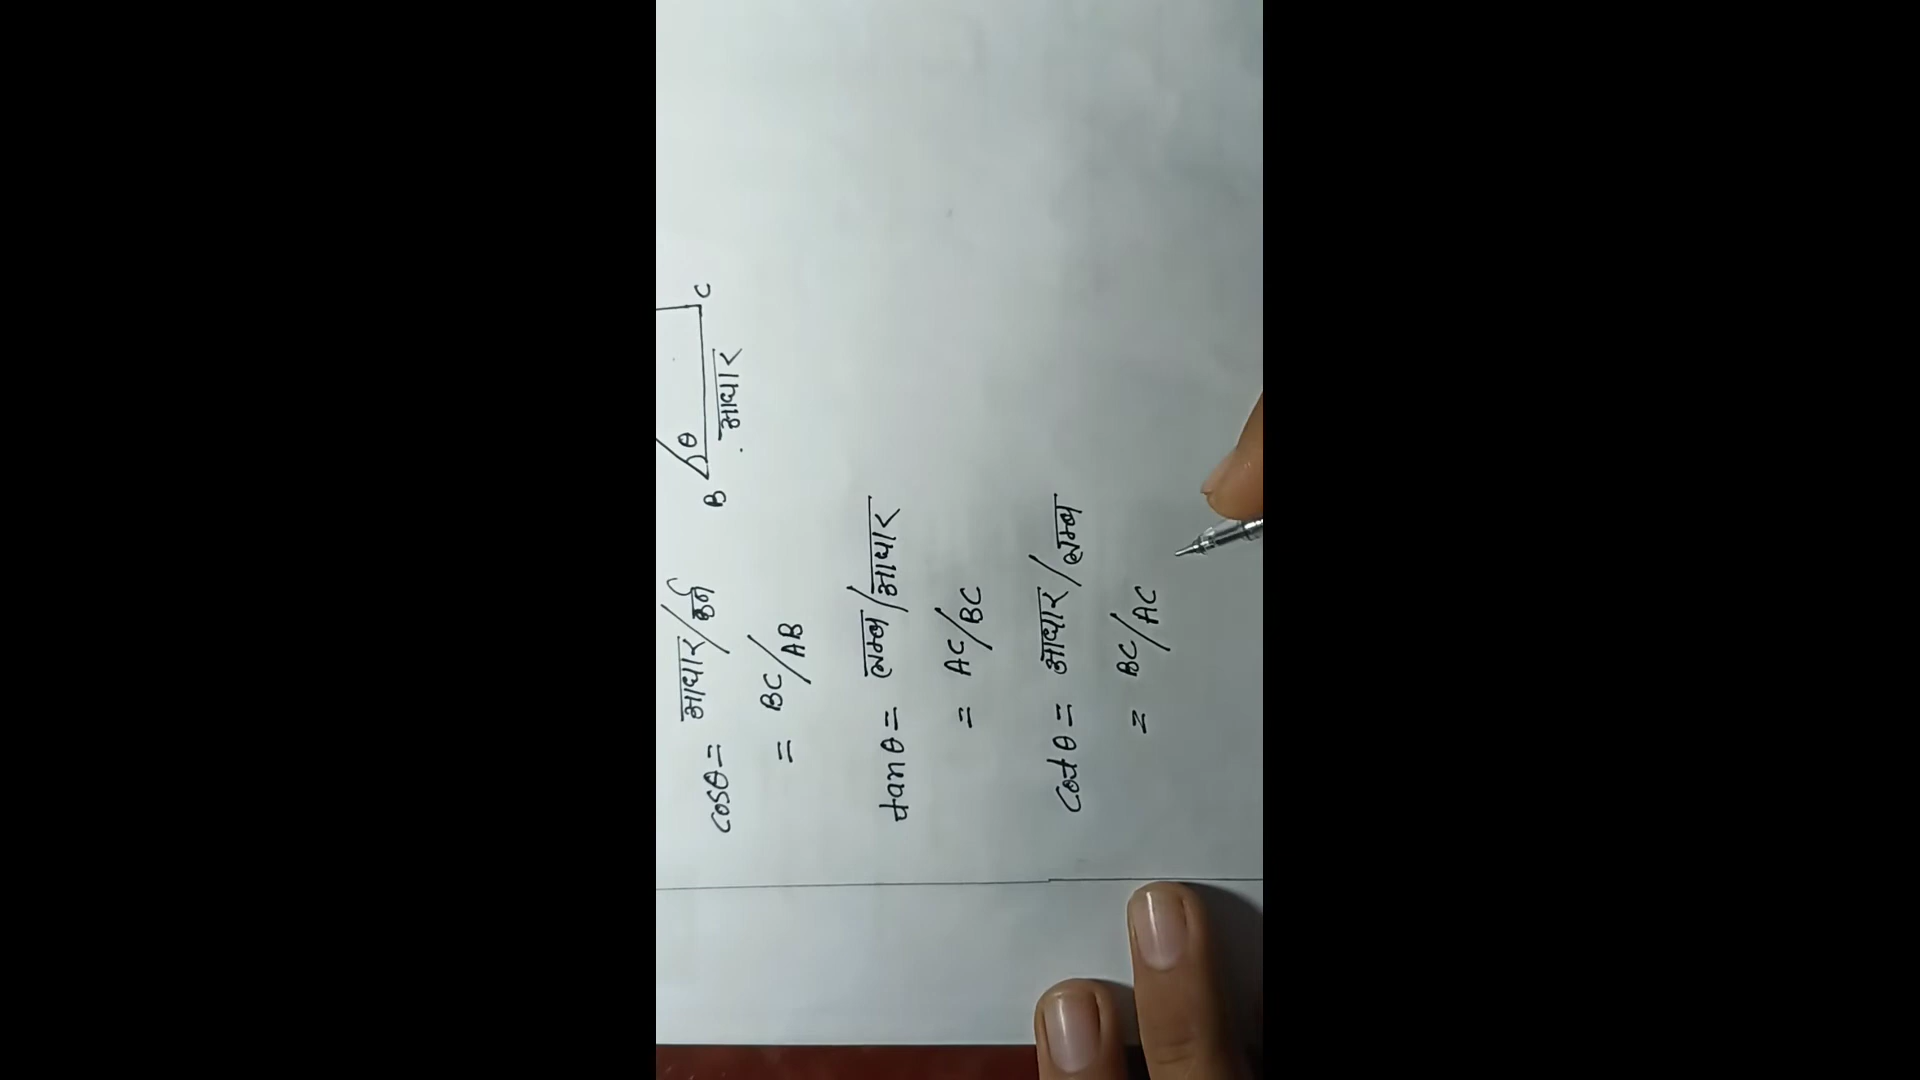 C
B θ
आधार
cosθ = आधार/कर्ण
= BC/AB
tanθ = लम्ब/आधार
= AC/BC
cotθ = आधार/लम्ब
= BC/AC